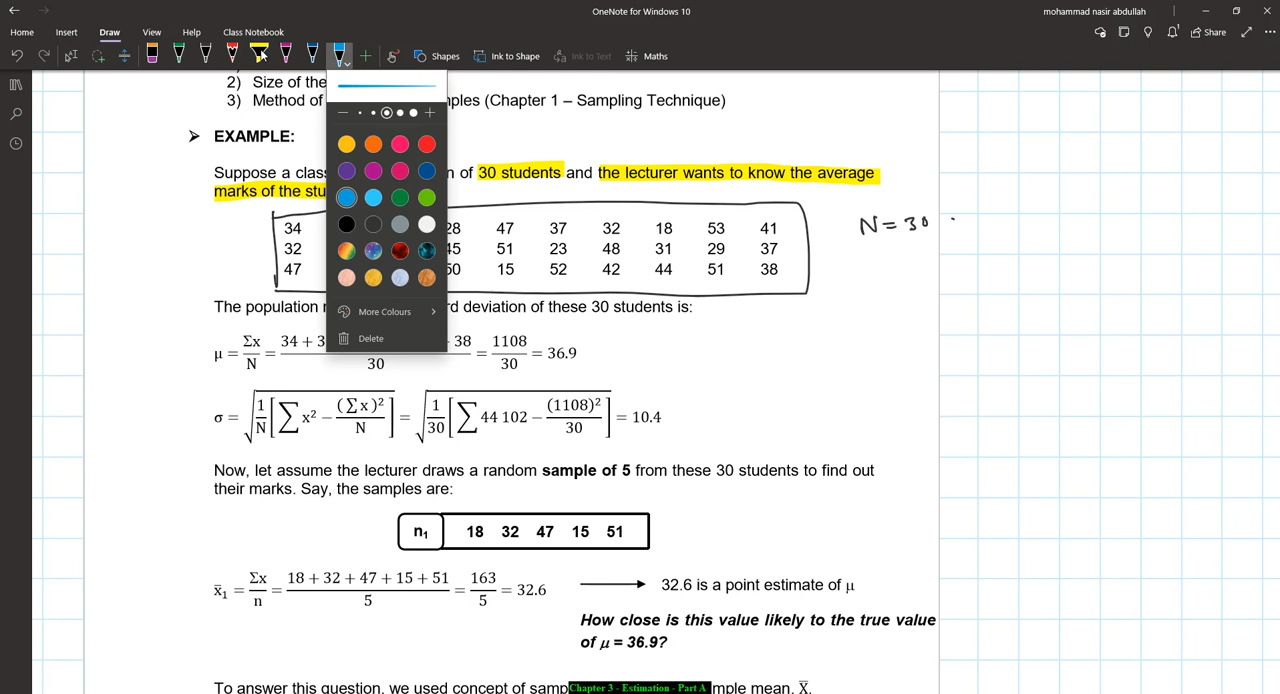 OneNote for Windows 10
mohammad nasir abdullah
Home Insert Draw View Help Class Notebook
Share
Shapes Ink to Shape Ink to Text Maths
2) Size of the
3) Method of mples (Chapter 1 – Sampling Technique)
➢ EXAMPLE:
Suppose a clas n of 30 students and the lecturer wants to know the average
marks of the stu
34 28 47 37 32 18 53 41
N = 30
32 45 51 23 48 31 29 37
47 50 15 52 42 44 51 38
More Colours
Delete
The population rd deviation of these 30 students is:
μ = Σx/N = 34 + 3 38/30 = 1108/30 = 36.9
σ = √(1/N [∑ x² − (∑x)²/N]) = √(1/30 [∑ 44 102 − (1108)²/30]) = 10.4
Now, let assume the lecturer draws a random sample of 5 from these 30 students to find out
their marks. Say, the samples are:
n₁ 18 32 47 15 51
x̄₁ = Σx/n = 18 + 32 + 47 + 15 + 51/5 = 163/5 = 32.6 ⟶ 32.6 is a point estimate of μ
How close is this value likely to the true value
of μ = 36.9?
To answer this question, we used concept of samp mple mean, X̄.
Chapter 3 - Estimation - Part A